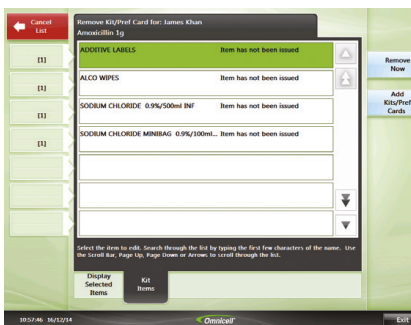 Cancel
List
Remove Kit/Pref Card for: James Khan
Amoxicillin 1g
[1]
[1]
[1]
[1]
ADDITIVE LABELS Item has not been issued
ALCO WIPES Item has not been issued
SODIUM CHLORIDE 0.9%/500ml INF Item has not been issued
SODIUM CHLORIDE MINIBAG 0.9%/100ml... Item has not been issued
Remove
Now
Add
Kits/Pref
Cards
Select the item to edit. Search through the list by typing the first few characters of the name. Use
the Scroll Bar, Page Up, Page Down or Arrows to scroll through the list.
Display
Selected
Items
Kit
Items
10:57:46 16/12/14
Omnicell
Exit